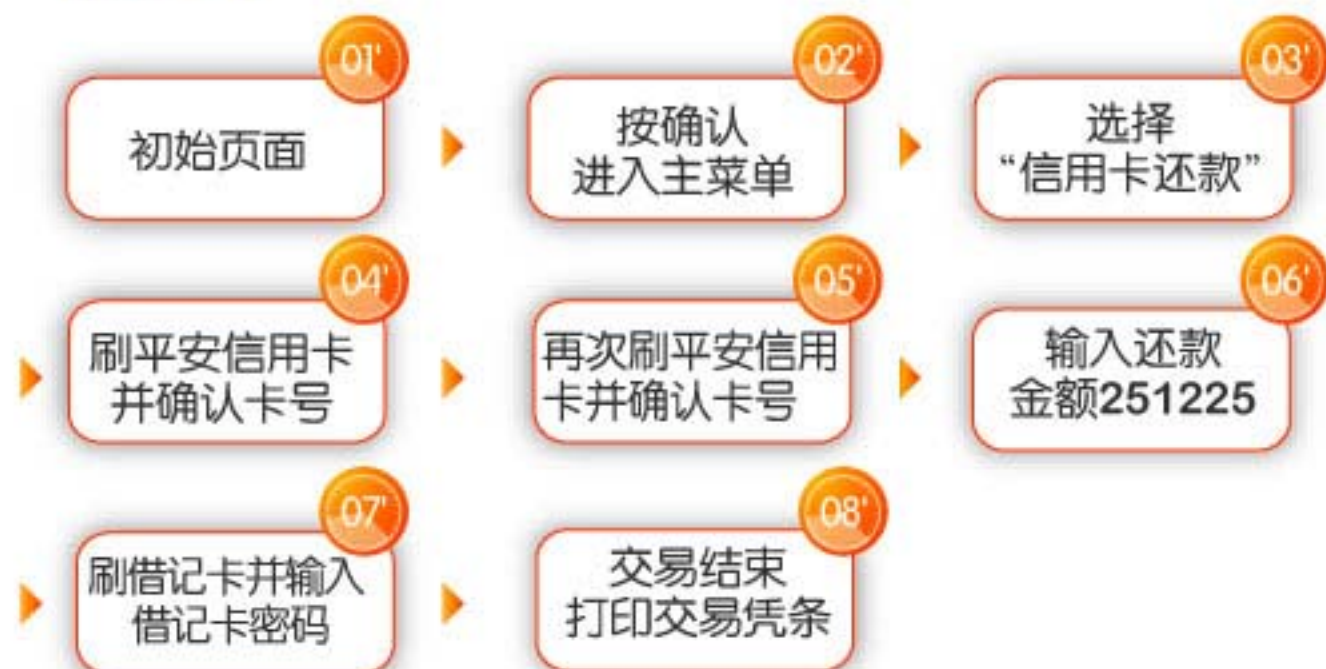 01'
初始页面
02'
按确认
进入主菜单
03'
选择
“信用卡还款”
04'
刷平安信用卡
并确认卡号
05'
再次刷平安信用
卡并确认卡号
06'
输入还款
金额251225
07'
刷借记卡并输入
借记卡密码
08'
交易结束
打印交易凭条